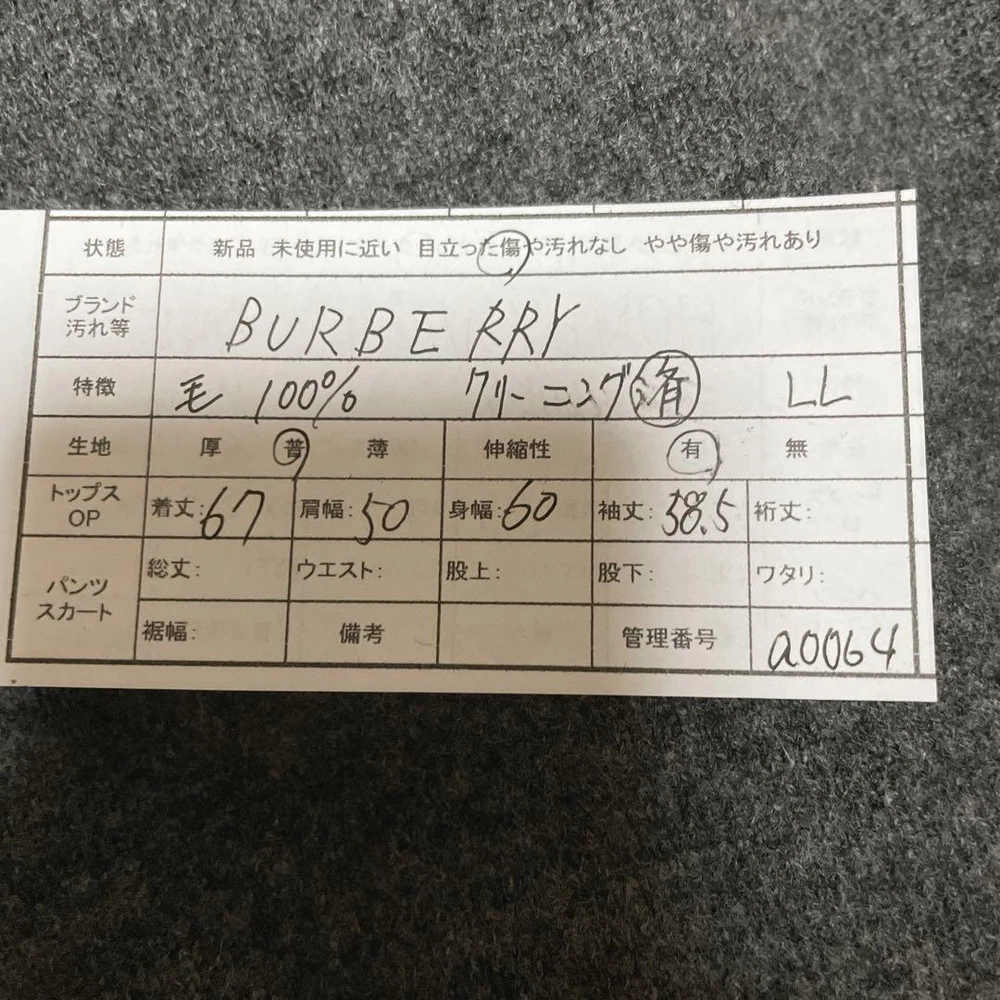 状態 新品 未使用に近い 目立った傷や汚れなし やや傷や汚れあり
ブランド
汚れ等 BURBERRY
特徴 毛 100% クリーニング済 LL
生地 厚 普 薄 伸縮性 有 無
トップス
OP 着丈:67 肩幅:50 身幅:60 袖丈:58.5 裄丈:
パンツ
スカート
総丈: ウエスト: 股上: 股下: ワタリ:
裾幅: 備考 管理番号 a0064